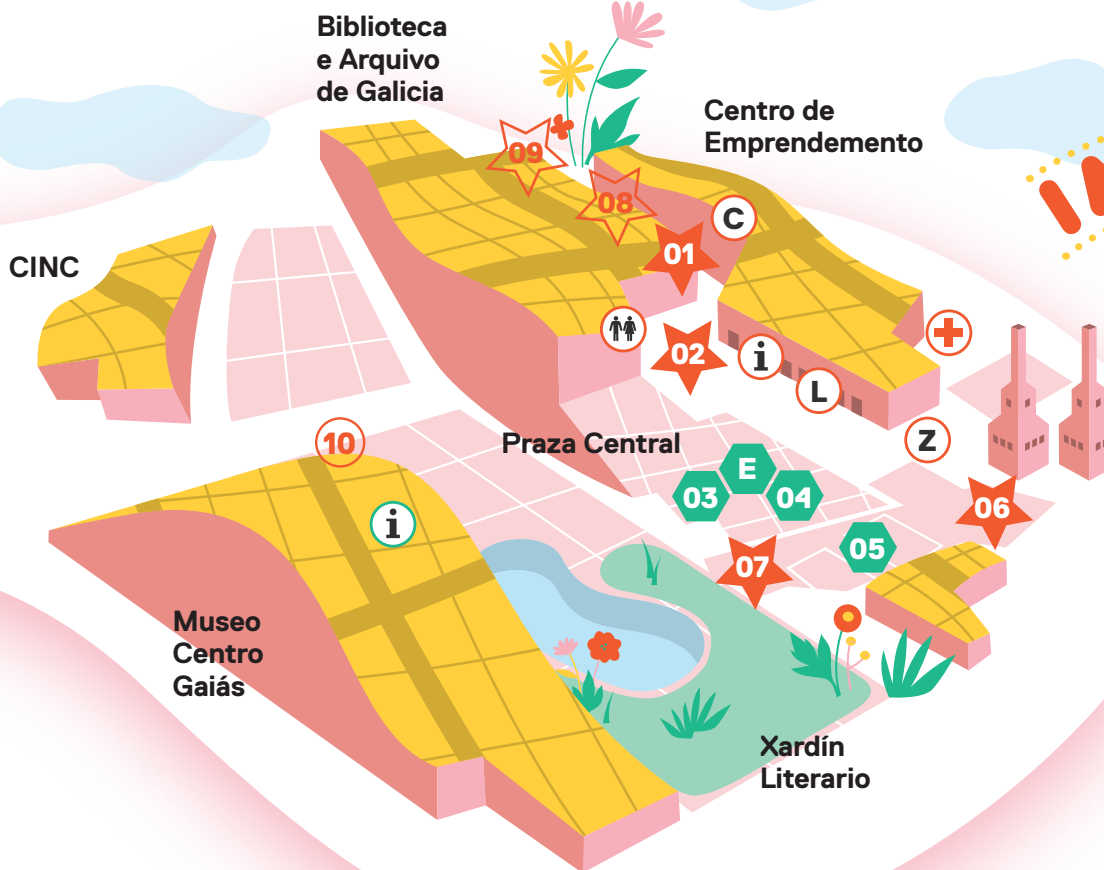 Biblioteca
e Arquivo
de Galicia
Centro de
Emprendemento
09
08
C
01
CINC
02
i
L
Z
10
Praza Central
E
03
04
i
06
05
07
Museo
Centro
Gaiás
Xardín
Literario